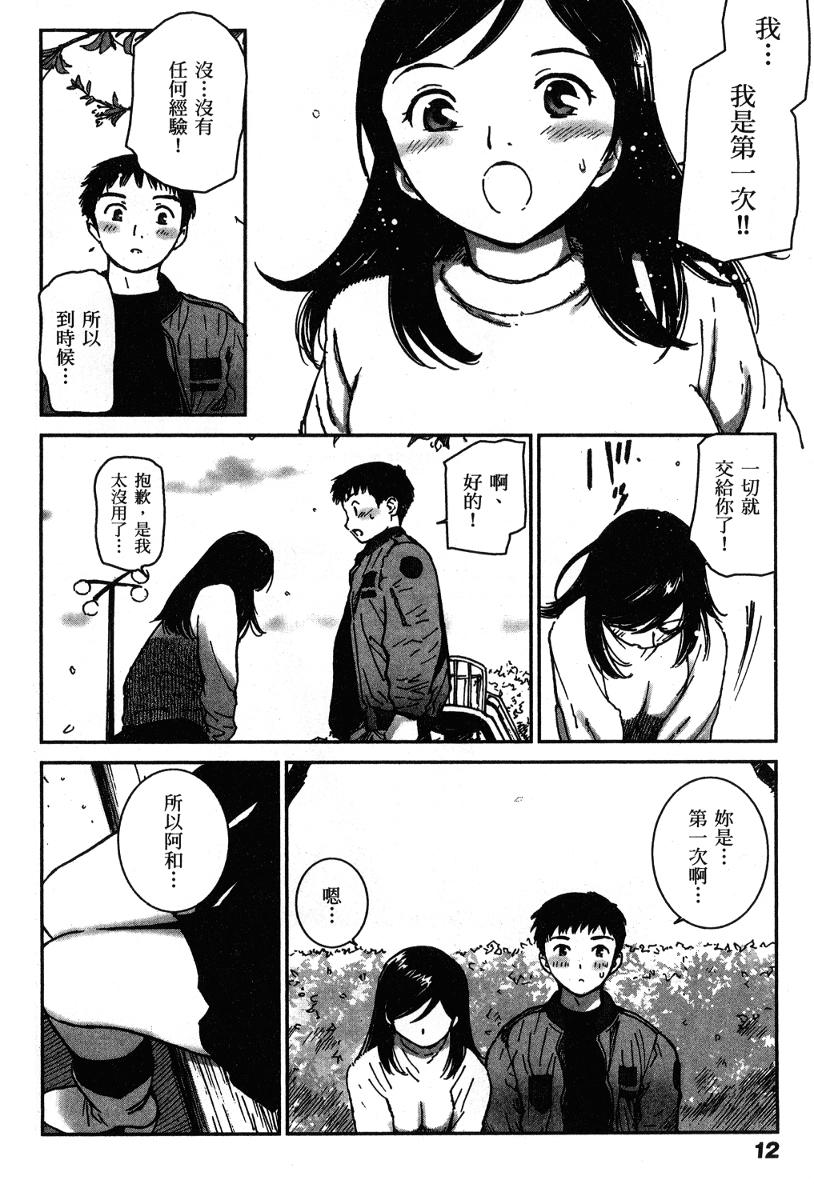 我…
我是第一次!!
沒…沒有
任何經驗!
所以
到時候…
一切就
交給你了!
啊、
好的!
抱歉，是我
太沒用了…
妳是…
第一次啊…
嗯…
所以阿和…
12